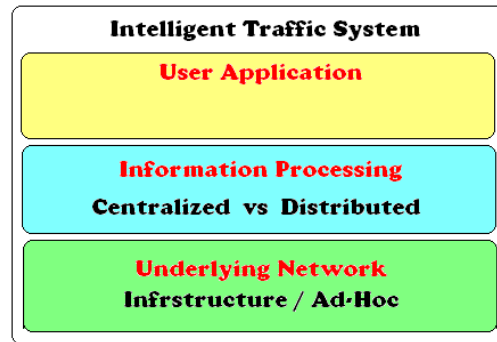 Intelligent Traffic System
User Application
Information Processing
Centralized vs Distributed
Underlying Network
Infrstructure / Ad-Hoc